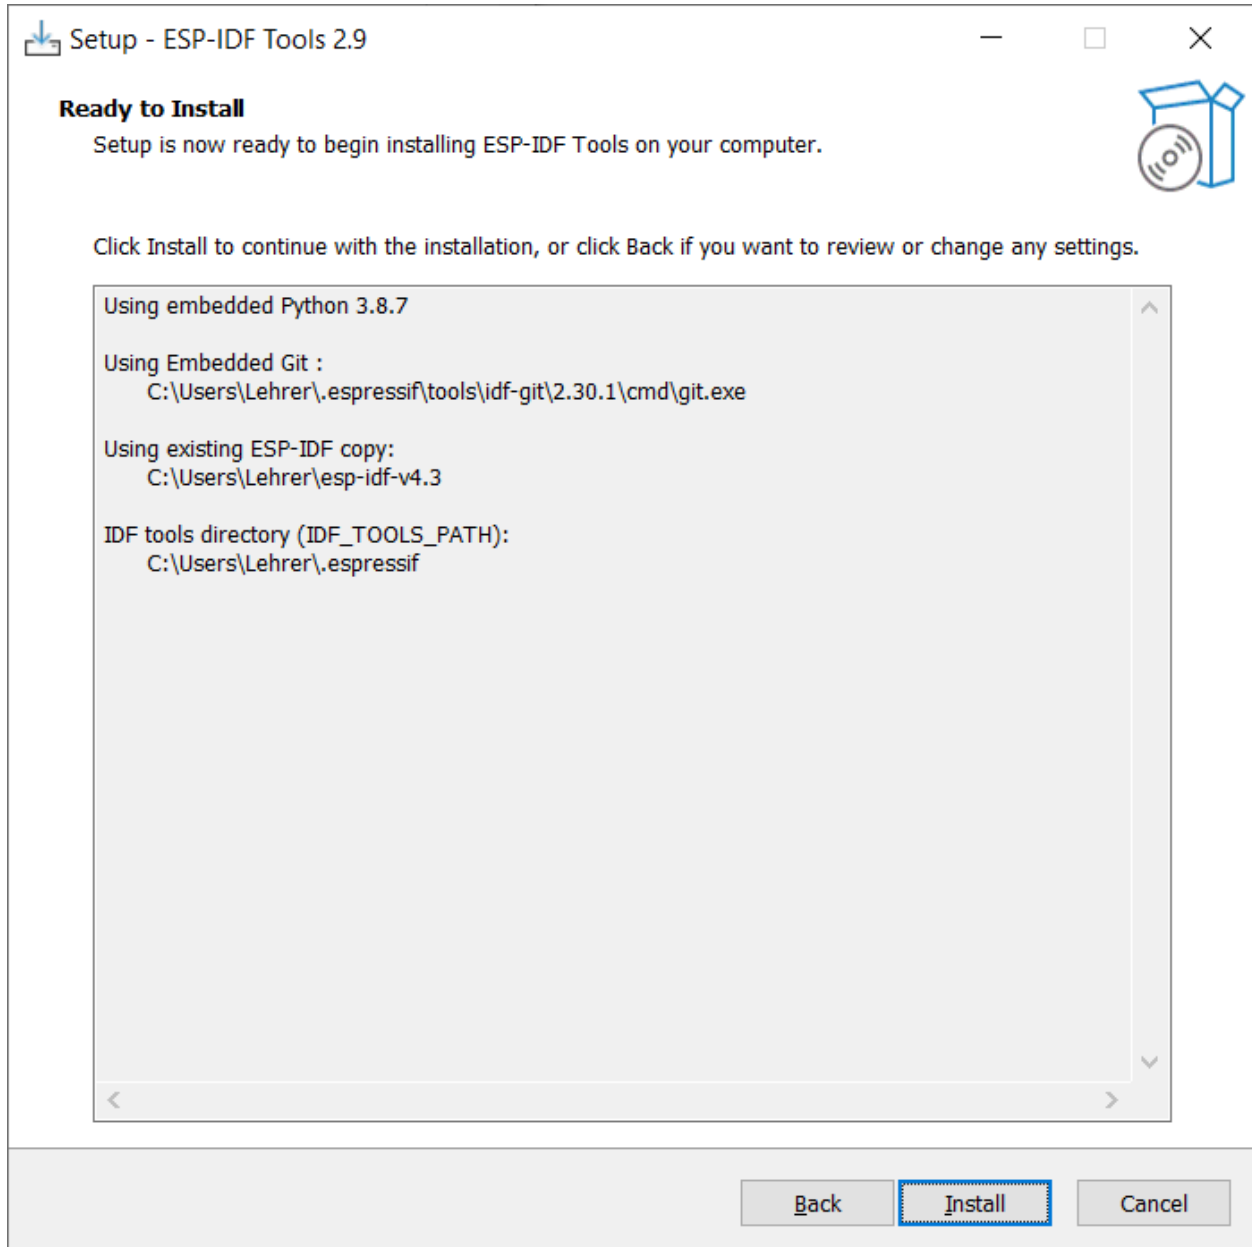 Setup - ESP-IDF Tools 2.9
Ready to Install
Setup is now ready to begin installing ESP-IDF Tools on your computer.
Click Install to continue with the installation, or click Back if you want to review or change any settings.
Using embedded Python 3.8.7
Using Embedded Git :
C:\Users\Lehrer\.espressif\tools\idf-git\2.30.1\cmd\git.exe
Using existing ESP-IDF copy:
C:\Users\Lehrer\esp-idf-v4.3
IDF tools directory (IDF_TOOLS_PATH):
C:\Users\Lehrer\.espressif
Back
Install
Cancel